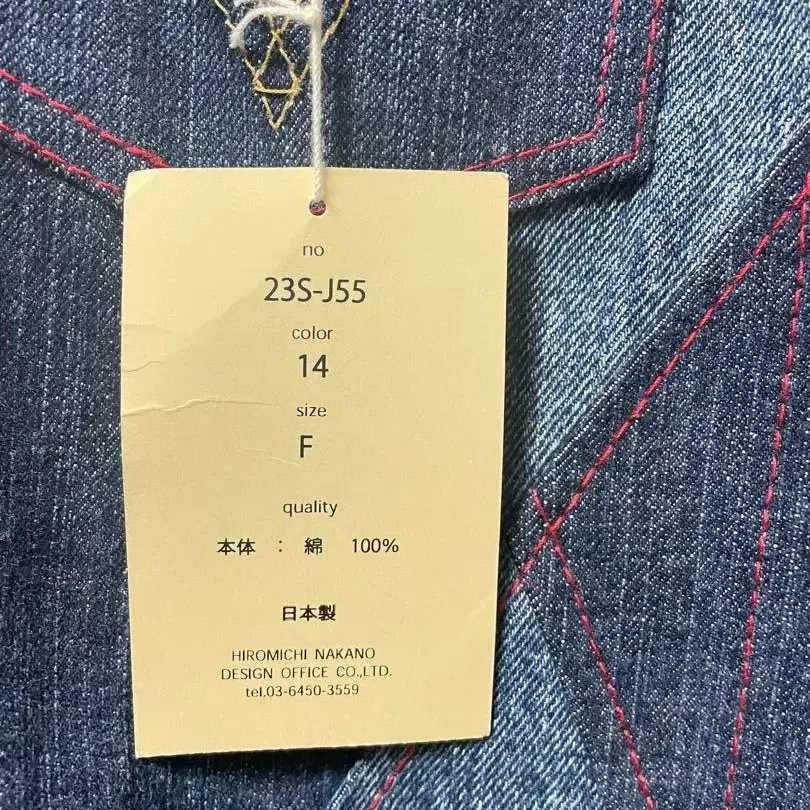 no
23S-J55
color
14
size
F
quality
本体 : 綿 100%
日本製
HIROMICHI NAKANO
DESIGN OFFICE CO.,LTD.
tel.03-6450-3559